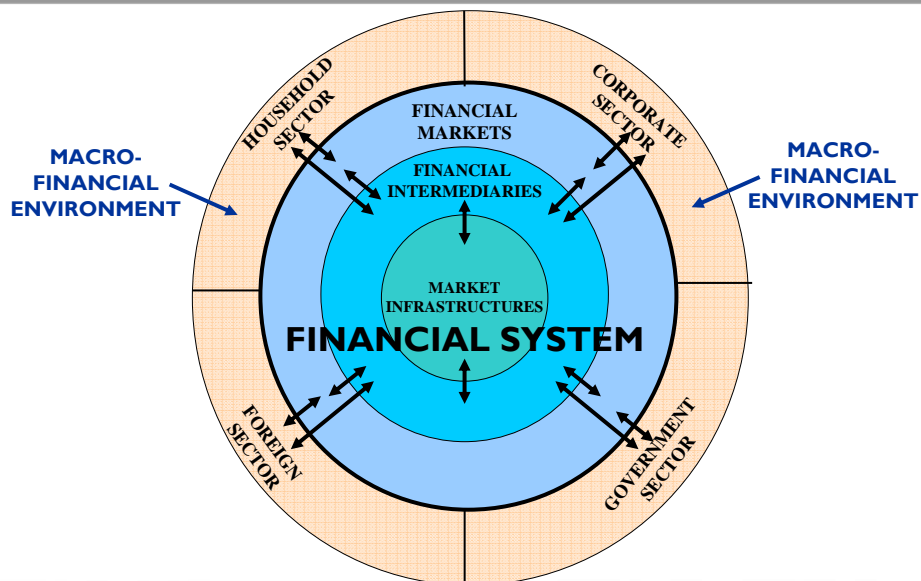 HOUSEHOLD
SECTOR
CORPORATE
SECTOR
FINANCIAL
MARKETS
MACRO-
FINANCIAL
ENVIRONMENT
MACRO-
FINANCIAL
ENVIRONMENT
FINANCIAL
INTERMEDIARIES
MARKET
INFRASTRUCTURES
FINANCIAL SYSTEM
FOREIGN
SECTOR
GOVERNMENT
SECTOR